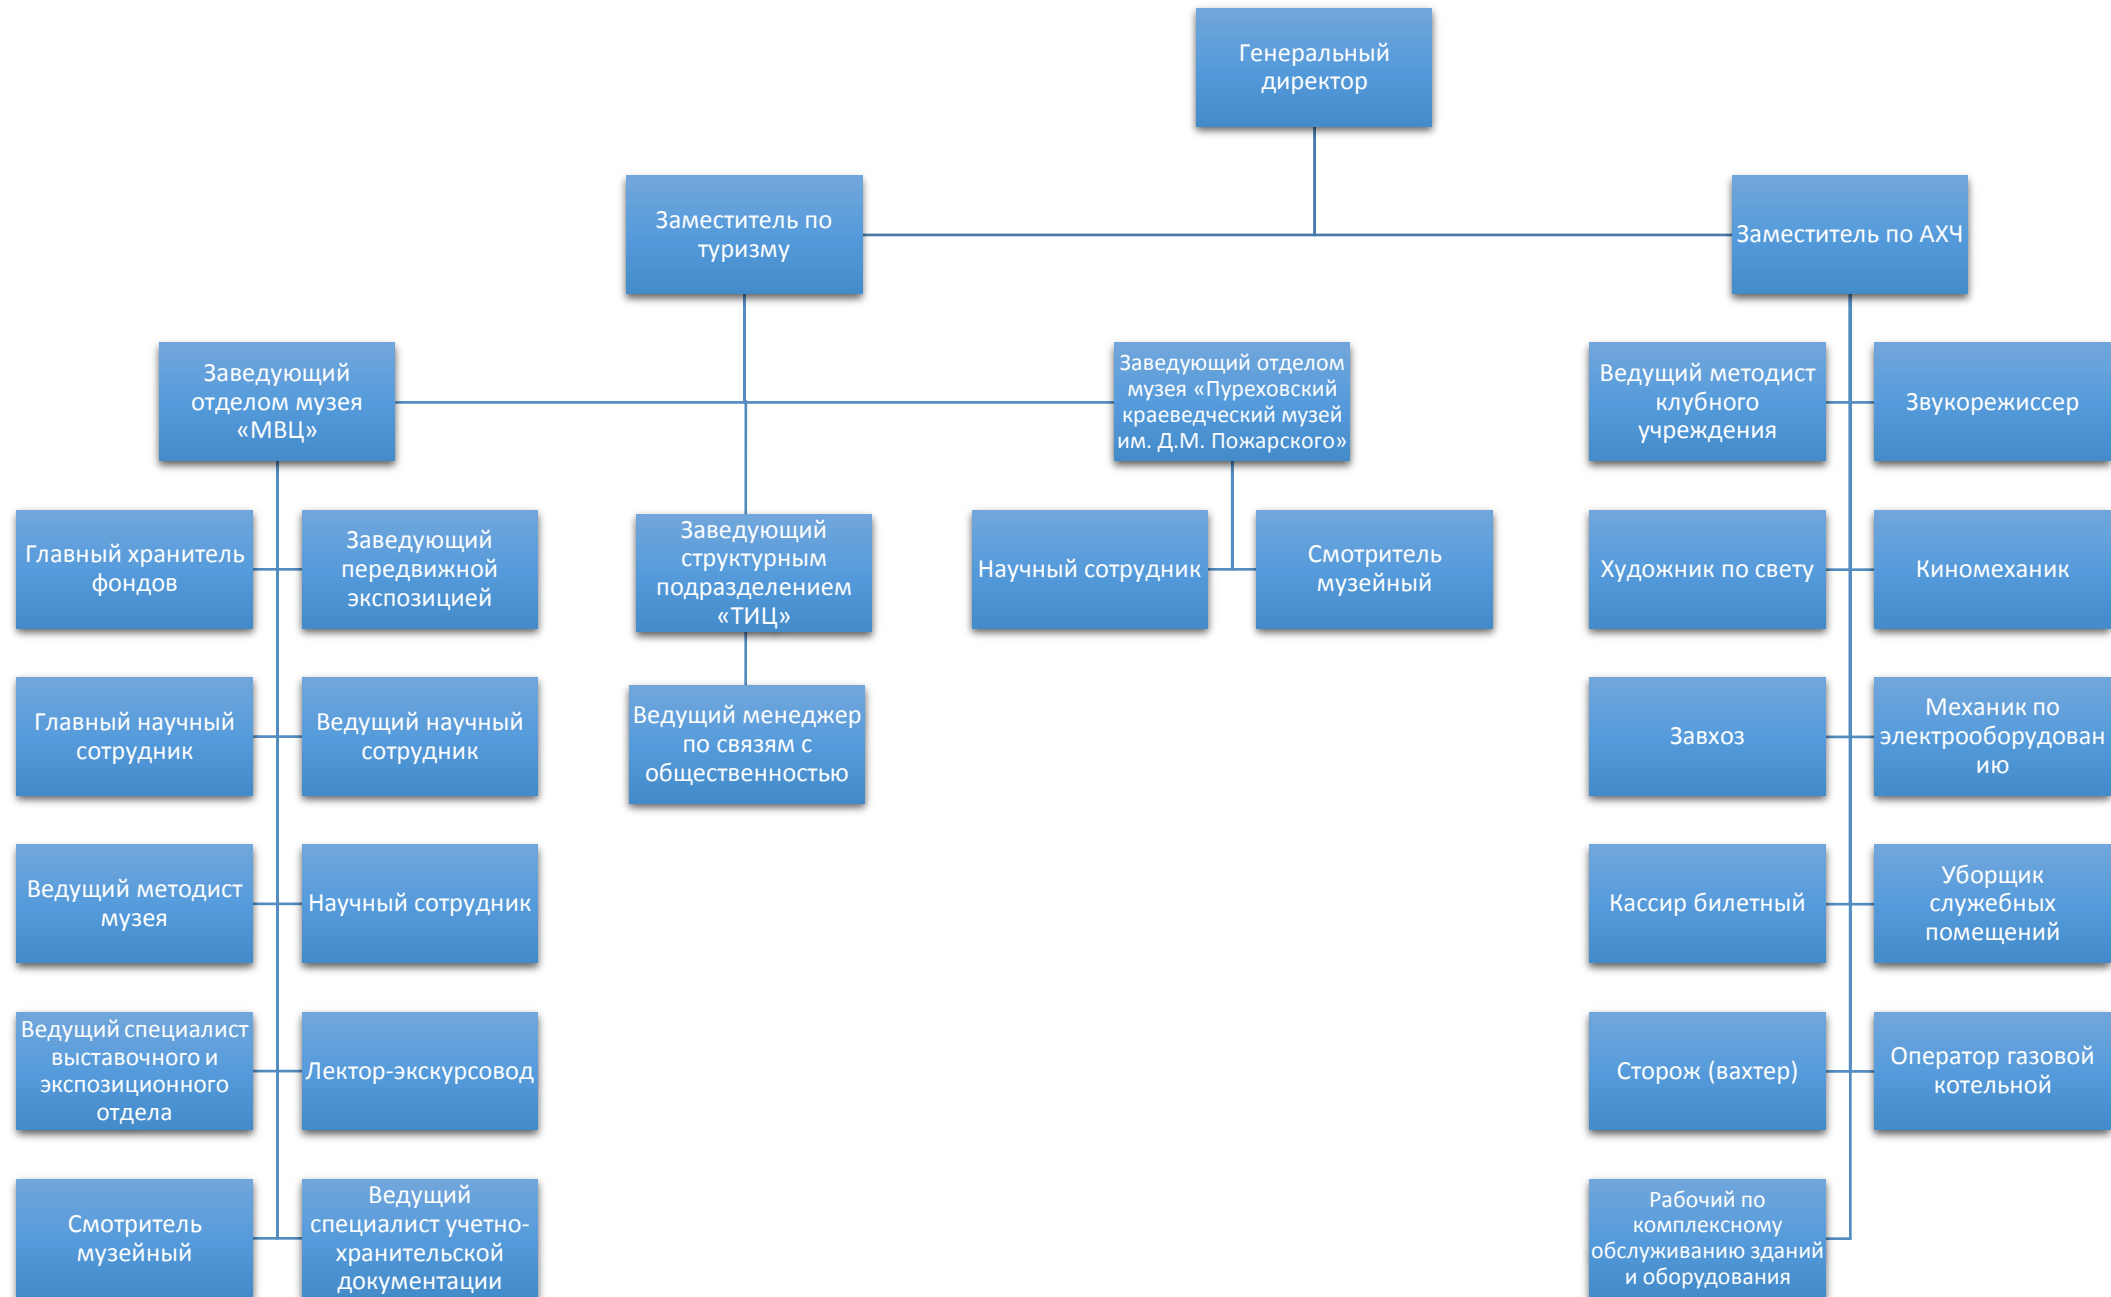 Генеральный
директор
Заместитель по
туризму
Заместитель по АХЧ
Заведующий
отделом музея
«МВЦ»
Заведующий отделом
музея «Пуреховский
краеведческий музей
им. Д.М. Пожарского»
Ведущий методист
клубного
учреждения
Звукорежиссер
Главный хранитель
фондов
Заведующий
передвижной
экспозицией
Заведующий
структурным
подразделением
«ТИЦ»
Научный сотрудник
Смотритель
музейный
Художник по свету
Киномеханик
Главный научный
сотрудник
Ведущий научный
сотрудник
Ведущий менеджер
по связям с
общественностью
Завхоз
Механик по
электрооборудован
ию
Ведущий методист
музея
Научный сотрудник
Кассир билетный
Уборщик
служебных
помещений
Ведущий специалист
выставочного и
экспозиционного
отдела
Лектор-экскурсовод
Сторож (вахтер)
Оператор газовой
котельной
Смотритель
музейный
Ведущий
специалист учетно-
хранительской
документации
Рабочий по
комплексному
обслуживанию зданий
и оборудования